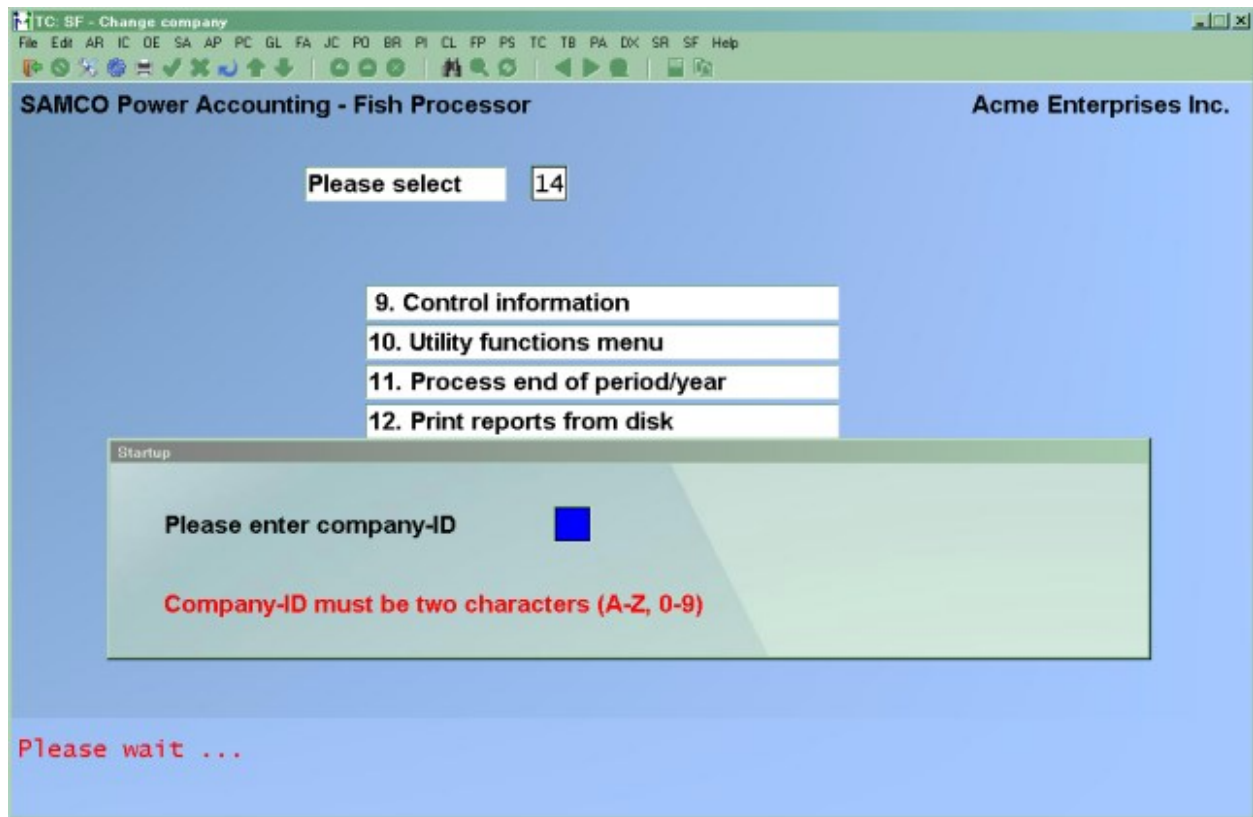 TC: SF - Change company
File Edit AR IC OE SA AP PC GL FA JC PO BR PI CL FP PS TC TB PA DX SR SF Help
SAMCO Power Accounting - Fish Processor Acme Enterprises Inc.
Please select 14
9. Control information
10. Utility functions menu
11. Process end of period/year
12. Print reports from disk
Startup
Please enter company-ID
Company-ID must be two characters (A-Z, 0-9)
Please wait ...